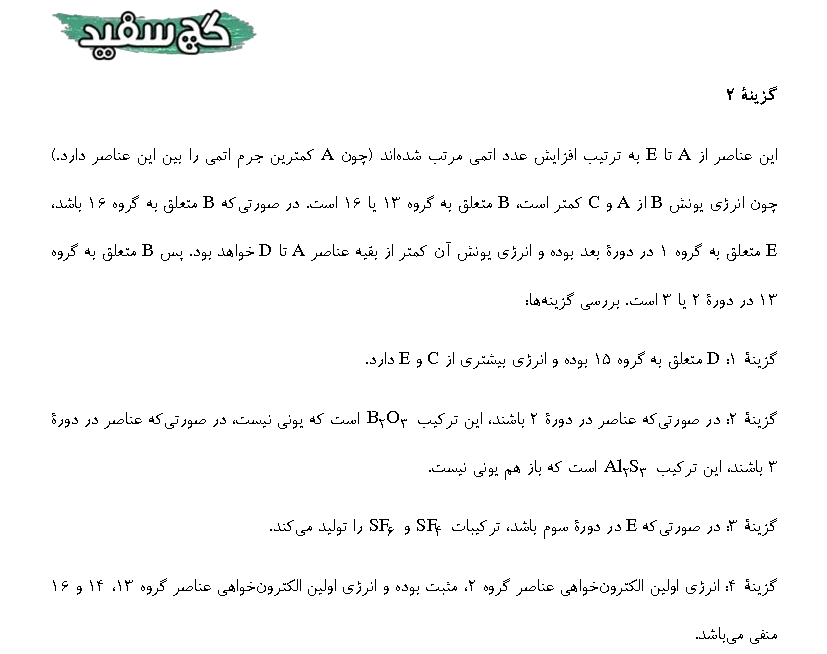 گچ سفید
گزینهٔ ۲
این عناصر از A تا E به ترتیب افزایش عدد اتمی مرتب شده‌اند (چون A کمترین جرم اتمی را بین این عناصر دارد.)
چون انرژی یونش B از A و C کمتر است، B متعلق به گروه ۱۳ یا ۱۶ است. در صورتی‌که B متعلق به گروه ۱۶ باشد،
E متعلق به گروه ۱ در دورهٔ بعد بوده و انرژی یونش آن کمتر از بقیه عناصر A تا D خواهد بود. پس B متعلق به گروه
۱۳ در دورهٔ ۲ یا ۳ است. بررسی گزینه‌ها:
گزینهٔ ۱: D متعلق به گروه ۱۵ بوده و انرژی بیشتری از C و E دارد.
گزینهٔ ۲: در صورتی‌که عناصر در دورهٔ ۲ باشند، این ترکیب B₂O₃ است که یونی نیست، در صورتی‌که عناصر در دورهٔ
۳ باشند، این ترکیب Al₂S₃ است که باز هم یونی نیست.
گزینهٔ ۳: در صورتی‌که E در دورهٔ سوم باشد، ترکیبات SF₄ و SF₆ را تولید می‌کند.
گزینهٔ ۴: انرژی اولین الکترون‌خواهی عناصر گروه ۲، مثبت بوده و انرژی اولین الکترون‌خواهی عناصر گروه ۱۳، ۱۴ و ۱۶
منفی می‌باشد.